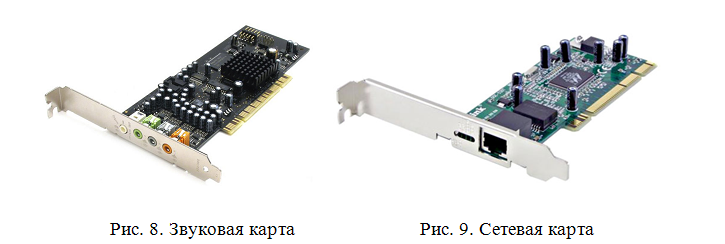 Рис. 8. Звуковая карта
Рис. 9. Сетевая карта